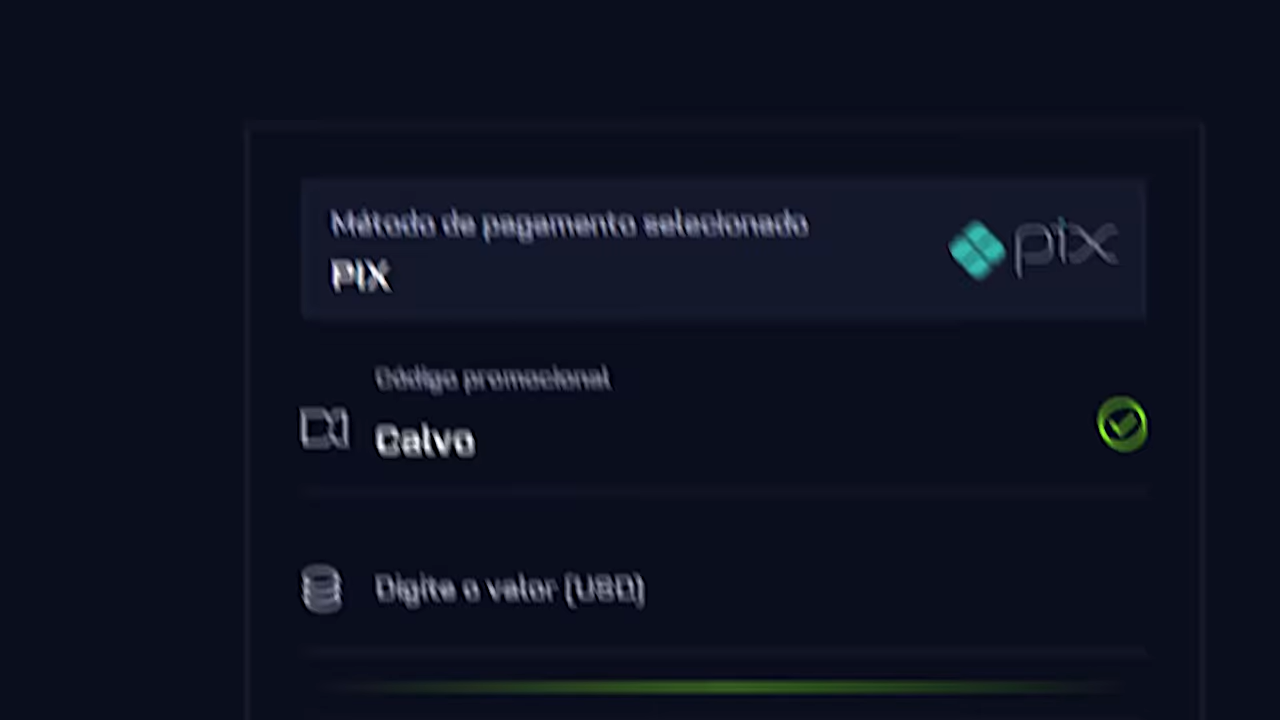 Método de pagamento selecionado
PIX
pix
Código promocional
Calvo
Digite o valor (USD)